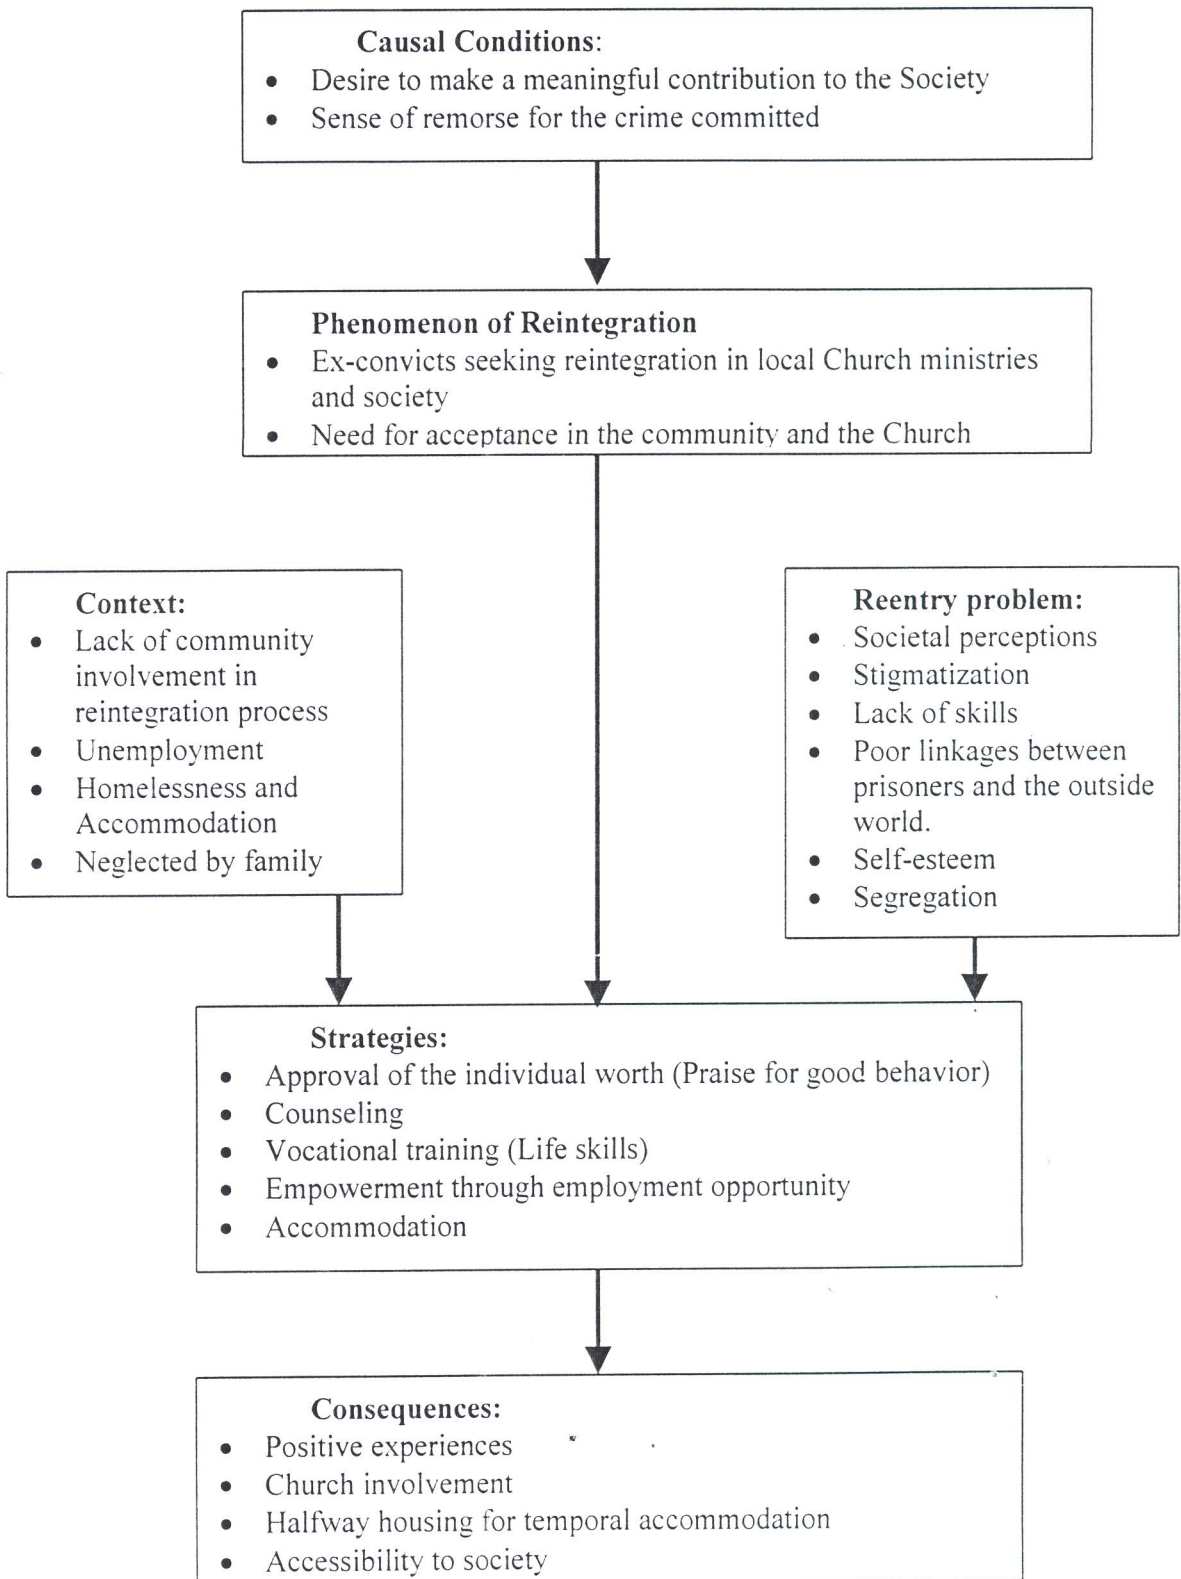 Causal Conditions:
• Desire to make a meaningful contribution to the Society
• Sense of remorse for the crime committed
Phenomenon of Reintegration
• Ex-convicts seeking reintegration in local Church ministries
and society
• Need for acceptance in the community and the Church
Context:
• Lack of community
involvement in
reintegration process
• Unemployment
• Homelessness and
Accommodation
• Neglected by family
Reentry problem:
• Societal perceptions
• Stigmatization
• Lack of skills
• Poor linkages between
prisoners and the outside
world.
• Self-esteem
• Segregation
Strategies:
• Approval of the individual worth (Praise for good behavior)
• Counseling
• Vocational training (Life skills)
• Empowerment through employment opportunity
• Accommodation
Consequences:
• Positive experiences
• Church involvement
• Halfway housing for temporal accommodation
• Accessibility to society